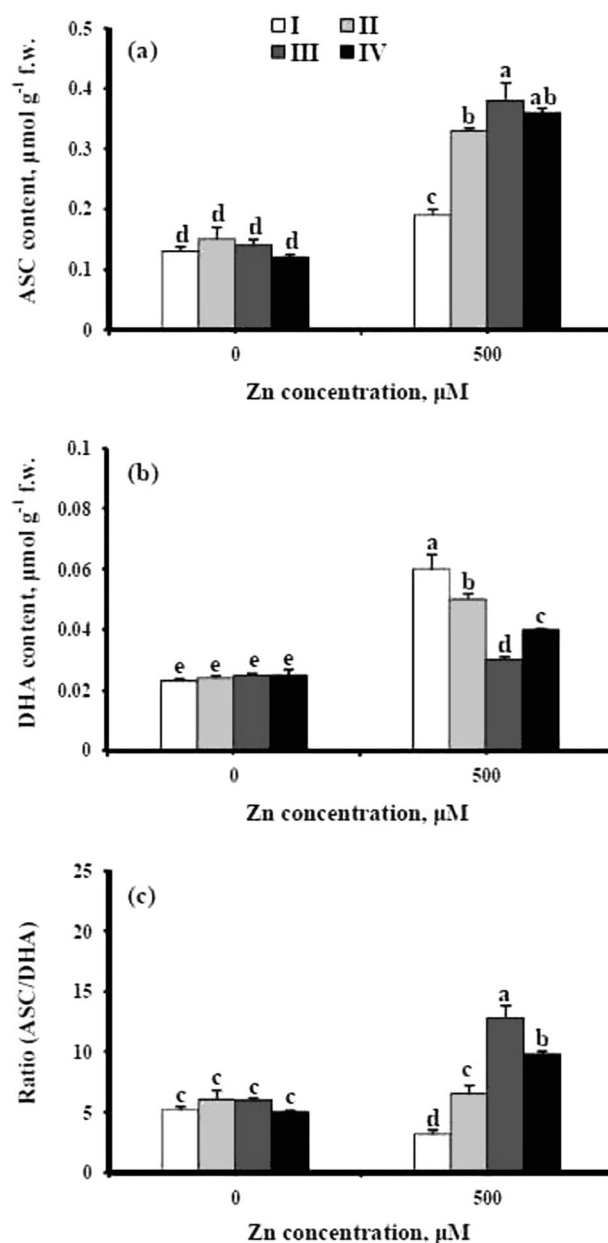 I II
III IV
(a)
ASC content, µmol g⁻¹ f.w.
0.5
0.4
0.3
0.2
0.1
0
d d d d c b a ab
0 500
Zn concentration, µM
(b)
DHA content, µmol g⁻¹ f.w.
0.1
0.08
0.06
0.04
0.02
0
e e e e a b d c
0 500
Zn concentration, µM
(c)
Ratio (ASC/DHA)
25
20
15
10
5
0
c c c c d c a b
0 500
Zn concentration, µM